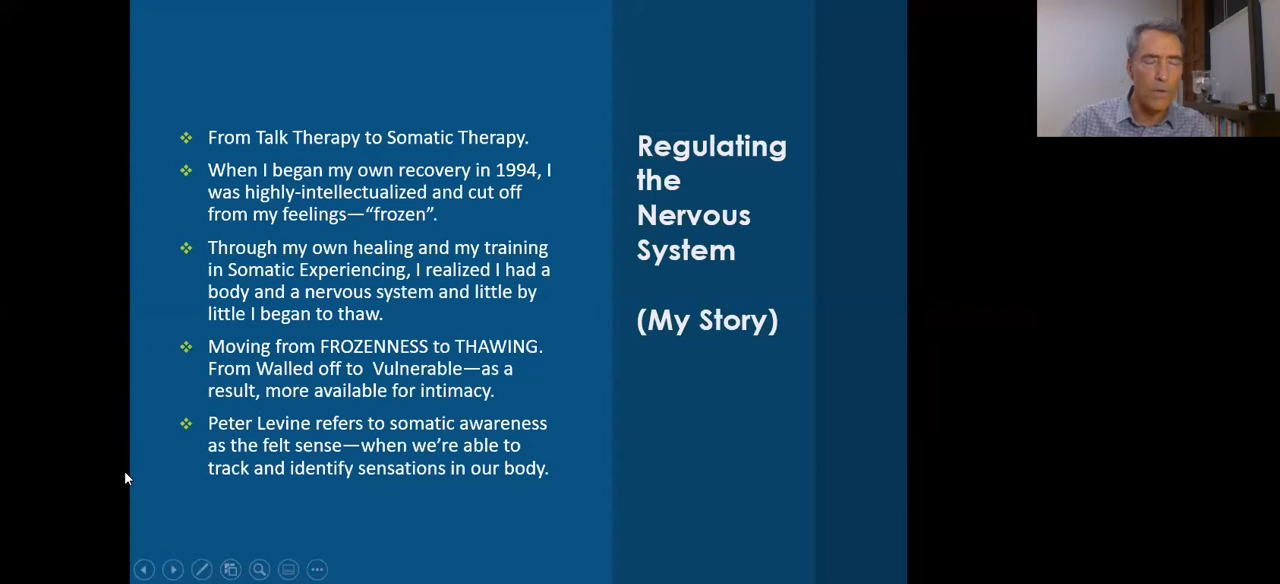 From Talk Therapy to Somatic Therapy.
When I began my own recovery in 1994, I
was highly-intellectualized and cut off
from my feelings—“frozen”.
Through my own healing and my training
in Somatic Experiencing, I realized I had a
body and a nervous system and little by
little I began to thaw.
Moving from FROZENNESS to THAWING.
From Walled off to  Vulnerable—as a
result, more available for intimacy.
Peter Levine refers to somatic awareness
as the felt sense—when we’re able to
track and identify sensations in our body.
Regulating
the
Nervous
System
(My Story)